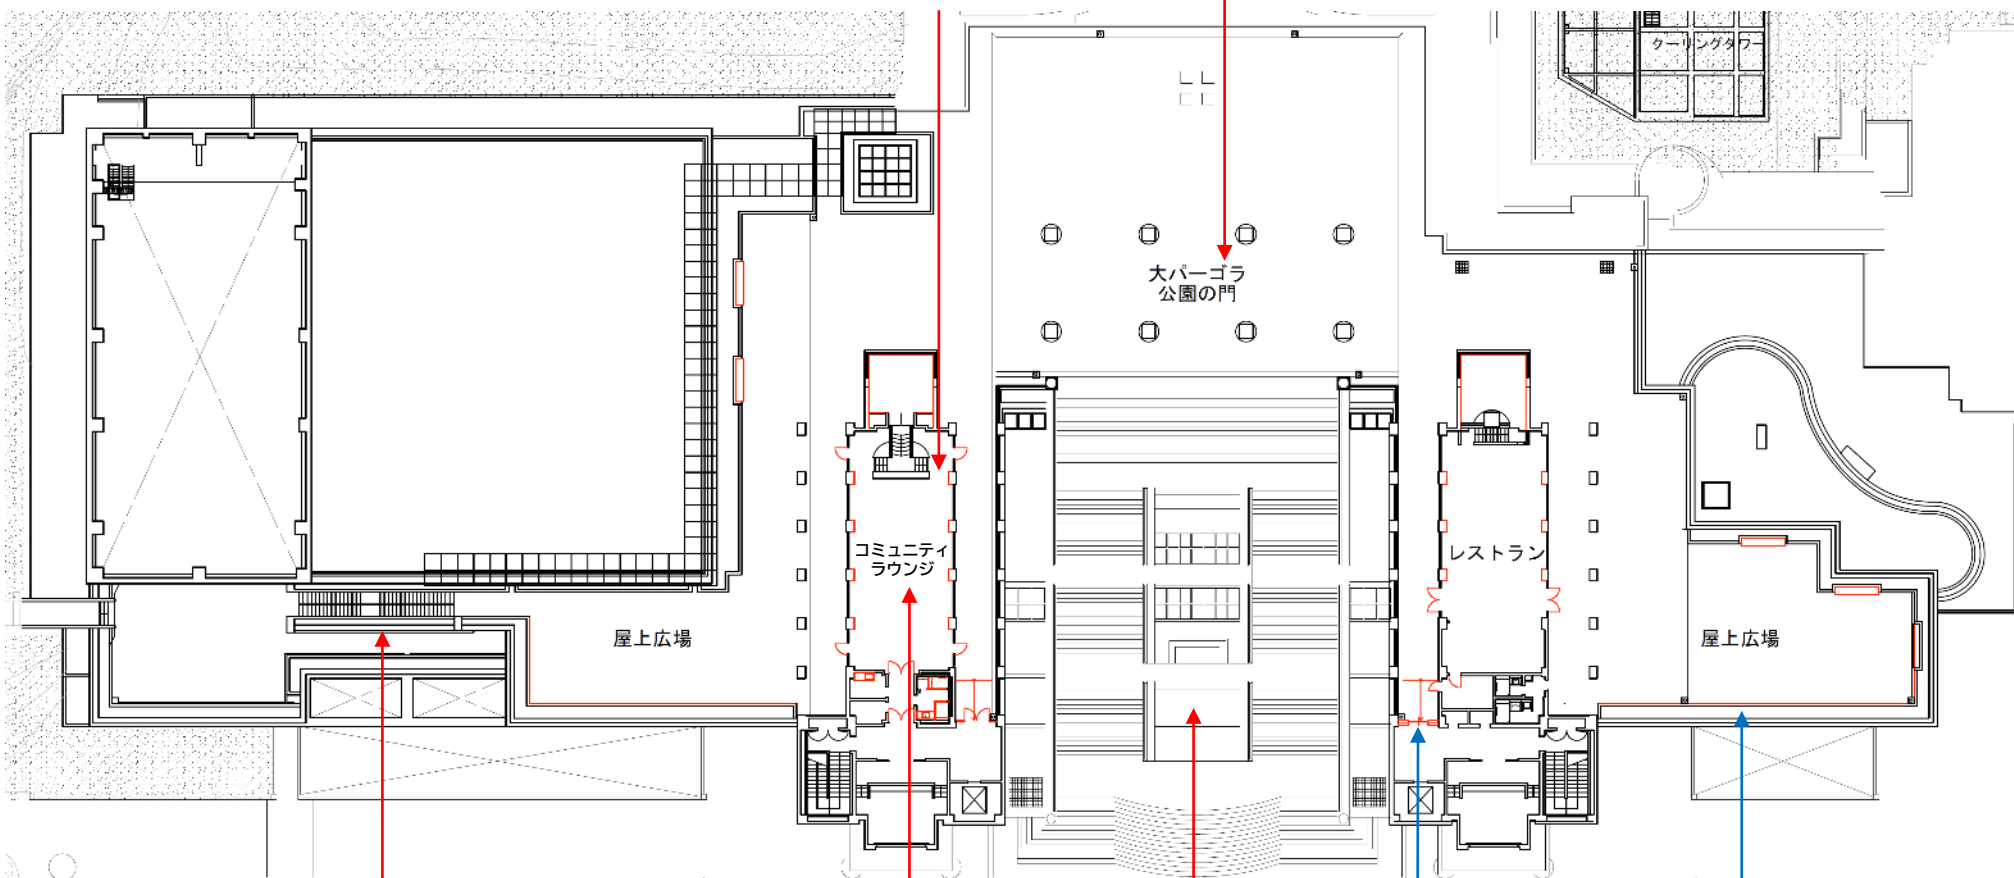 クーリングタワー
大パーゴラ
公園の門
コミュニティ
ラウンジ
レストラン
屋上広場
屋上広場